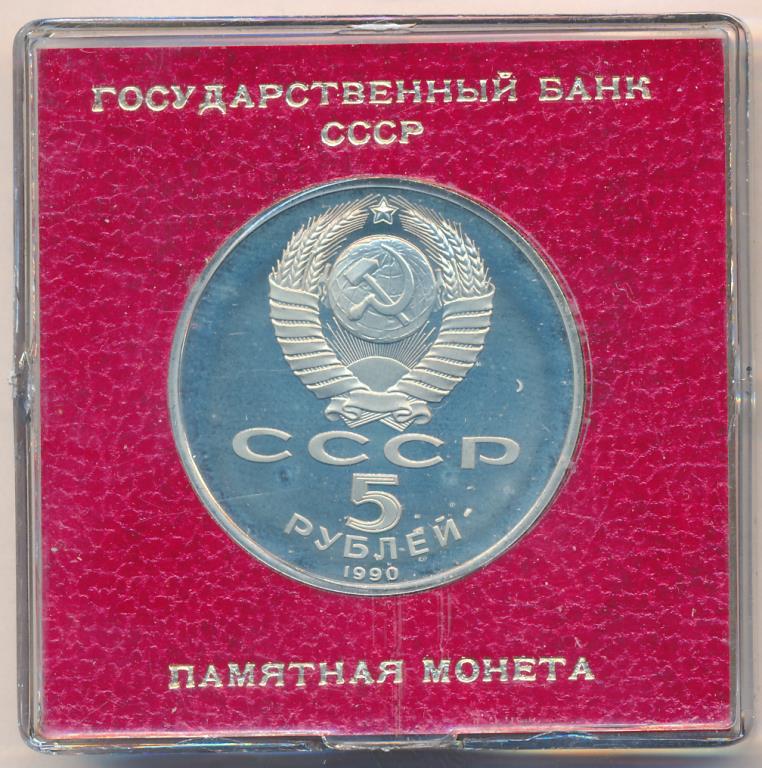 ГОСУДАРСТВЕННЫЙ БАНК
СССР
СССР
5
РУБЛЕЙ
1990
ПАМЯТНАЯ МОНЕТА